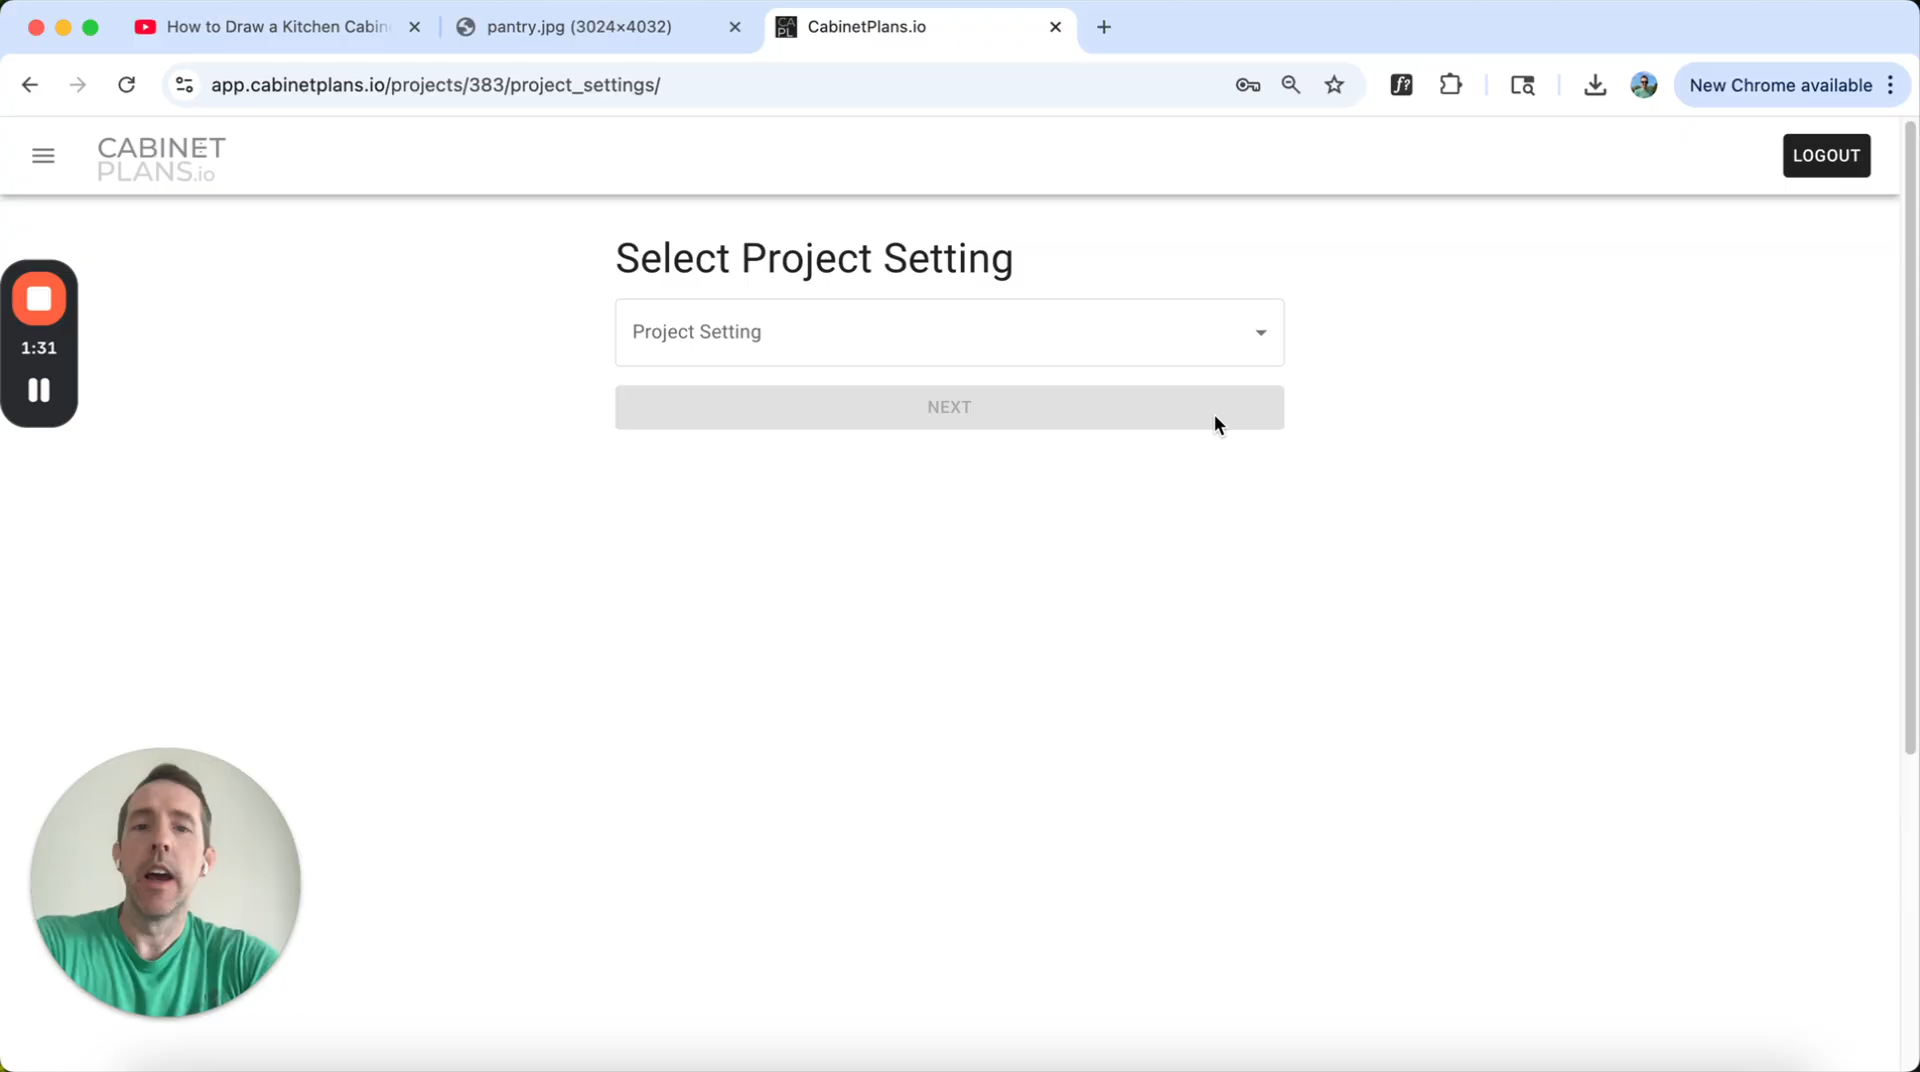 How to Draw a Kitchen Cabin
pantry.jpg (3024×4032)
CabinetPlans.io
app.cabinetplans.io/projects/383/project_settings/
New Chrome available
CABINET
PLANS.io
LOGOUT
Select Project Setting
Project Setting
1:31
NEXT